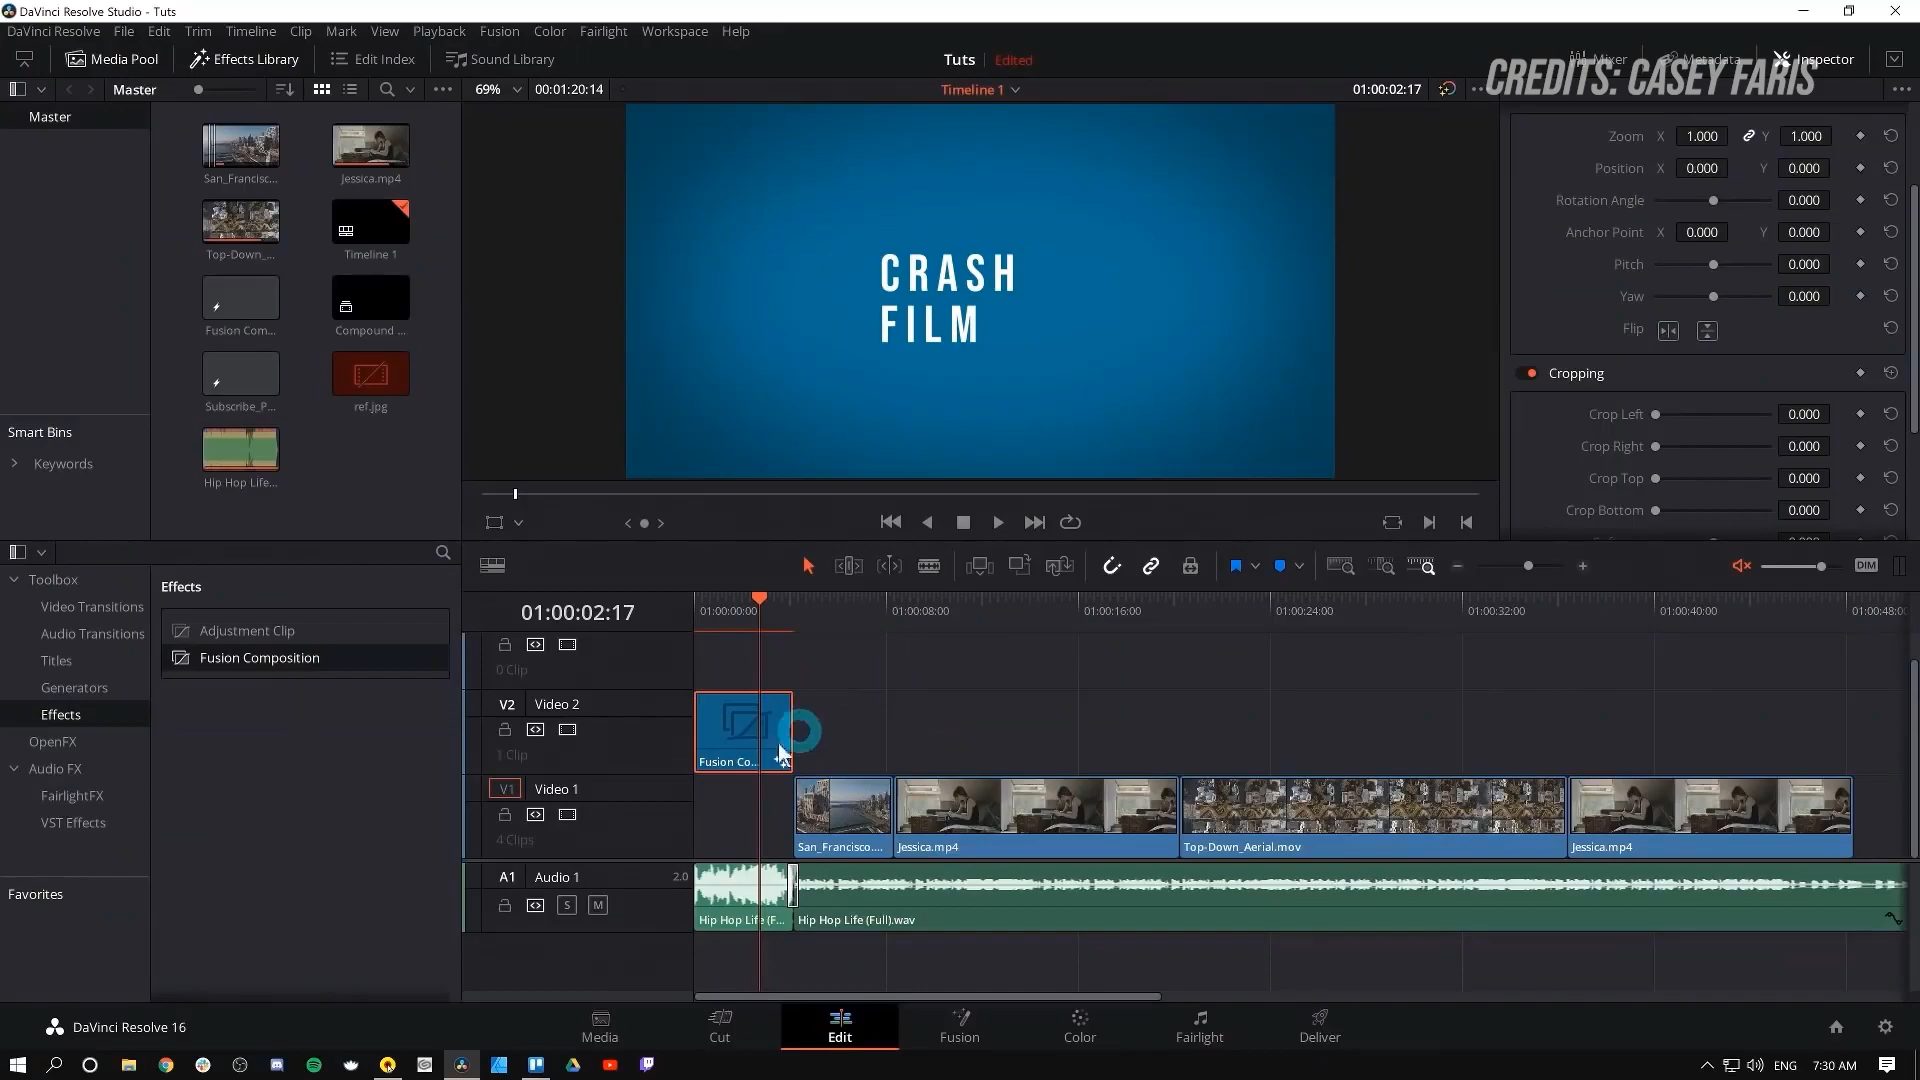 DaVinci Resolve Studio - Tuts
DaVinci Resolve File Edit Trim Timeline Clip Mark View Playback Fusion Color Fairlight Workspace Help
Media Pool Effects Library Edit Index Sound Library Tuts Edited Mixer Metadata Inspector
CREDITS: CASEY FARIS
Master 69% 00:01:20:14 Timeline 1 01:00:02:17
Master
San_Francisc... Jessica.mp4
Top-Down_... Timeline 1
Fusion Com... Compound ...
Subscribe_P... ref.jpg
Hip Hop Life...
Smart Bins
Keywords
CRASH
FILM
Zoom X 1.000 Y 1.000
Position X 0.000 Y 0.000
Rotation Angle 0.000
Anchor Point X 0.000 Y 0.000
Pitch 0.000
Yaw 0.000
Flip
Cropping
Crop Left 0.000
Crop Right 0.000
Crop Top 0.000
Crop Bottom 0.000
Toolbox
Video Transitions
Audio Transitions
Titles
Generators
Effects
OpenFX
Audio FX
FairlightFX
VST Effects
Favorites
Effects
Adjustment Clip
Fusion Composition
DIM
01:00:02:17 01:00:00:00 01:00:08:00 01:00:16:00 01:00:24:00 01:00:32:00 01:00:40:00 01:00:48:00
0 Clip
V2 Video 2
1 Clip
Fusion Co...
V1 Video 1
4 Clips
San_Francisco.... Jessica.mp4 Top-Down_Aerial.mov Jessica.mp4
A1 Audio 1 2.0
S M
Hip Hop Life (F... Hip Hop Life (Full).wav
DaVinci Resolve 16
Media Cut Edit Fusion Color Fairlight Deliver
ENG 7:30 AM